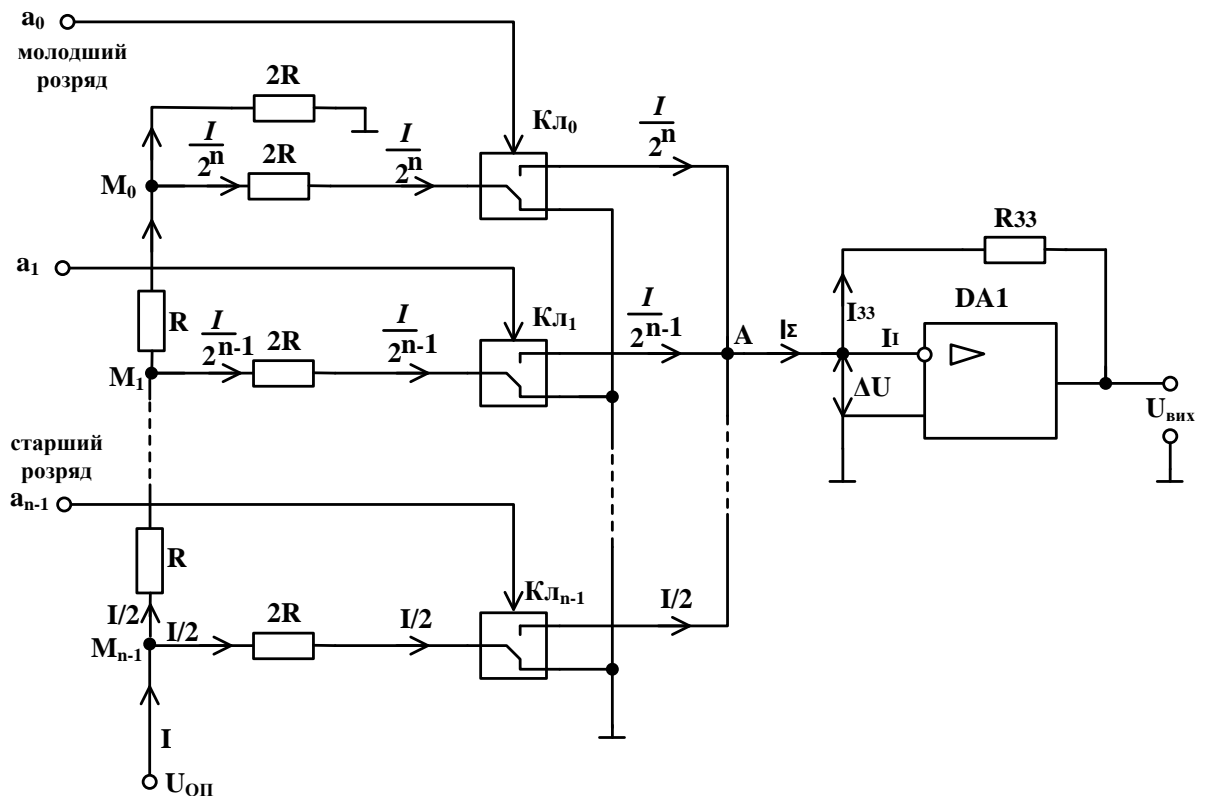 a₀
молодший
розряд
2R
Кл₀
I/2ⁿ
2R
I/2ⁿ
I/2ⁿ
M₀
a₁
R
I/2ⁿ⁻¹
2R
I/2ⁿ⁻¹
Кл₁
I/2ⁿ⁻¹
M₁
A
IΣ
R33
I33
DA1
II
ΔU
Uвих
старший
розряд
aₙ₋₁
R
I/2
I/2
2R
I/2
Клₙ₋₁
I/2
Mₙ₋₁
I
UОП